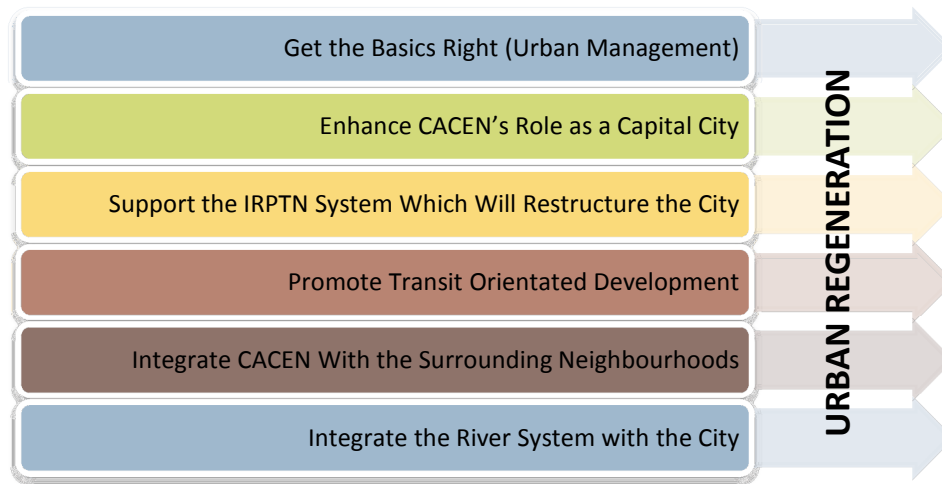 Get the Basics Right (Urban Management)
Enhance CACEN’s Role as a Capital City
Support the IRPTN System Which Will Restructure the City
Promote Transit Orientated Development
Integrate CACEN With the Surrounding Neighbourhoods
Integrate the River System with the City
URBAN REGENERATION